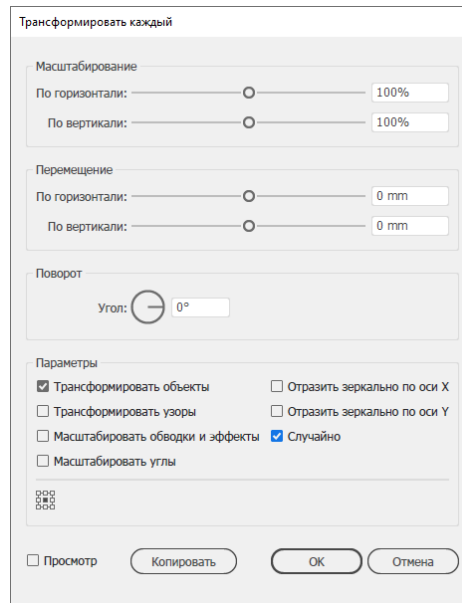 Трансформировать каждый
Масштабирование
По горизонтали: 100%
По вертикали: 100%
Перемещение
По горизонтали: 0 mm
По вертикали: 0 mm
Поворот
Угол: 0°
Параметры
Трансформировать объекты Отразить зеркально по оси X
Трансформировать узоры Отразить зеркально по оси Y
Масштабировать обводки и эффекты Случайно
Масштабировать углы
Просмотр Копировать OK Отмена